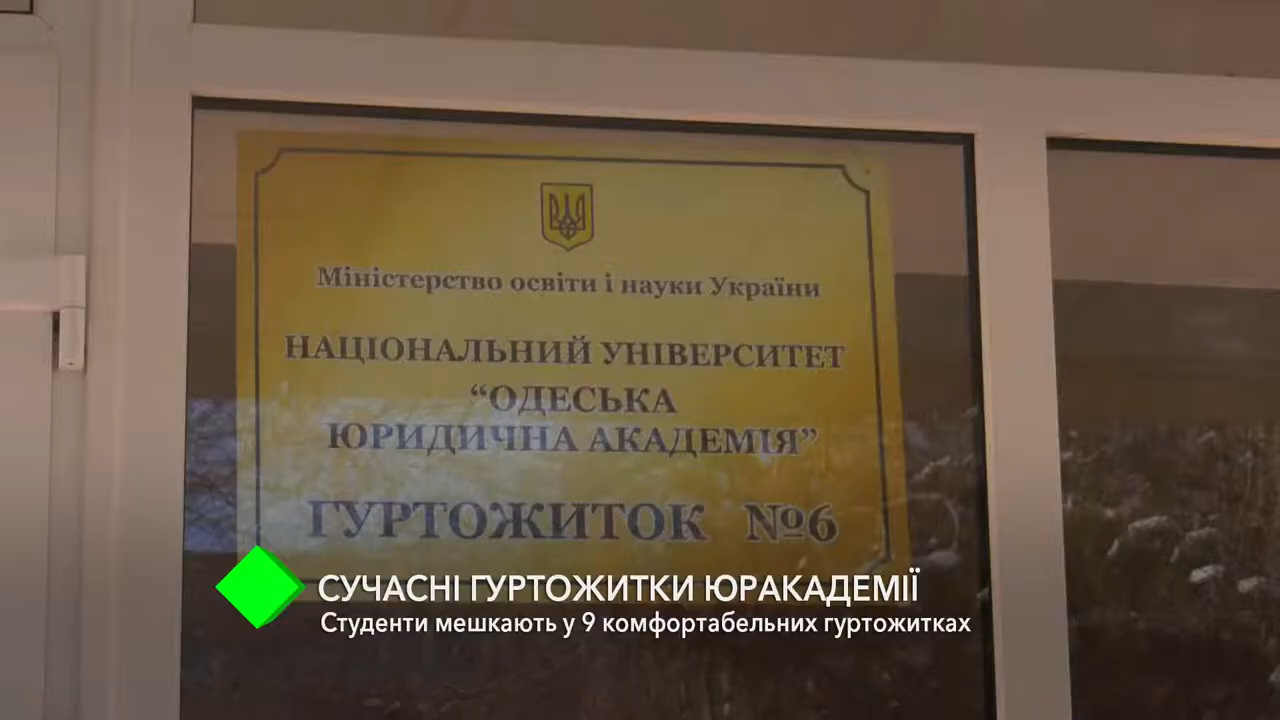 Міністерство освіти і науки України
НАЦІОНАЛЬНИЙ УНІВЕРСИТЕТ
“ОДЕСЬКА
ЮРИДИЧНА АКАДЕМІЯ”
ГУРТОЖИТОК №6
СУЧАСНІ ГУРТОЖИТКИ ЮРАКАДЕМІЇ
Студенти мешкають у 9 комфортабельних гуртожитках